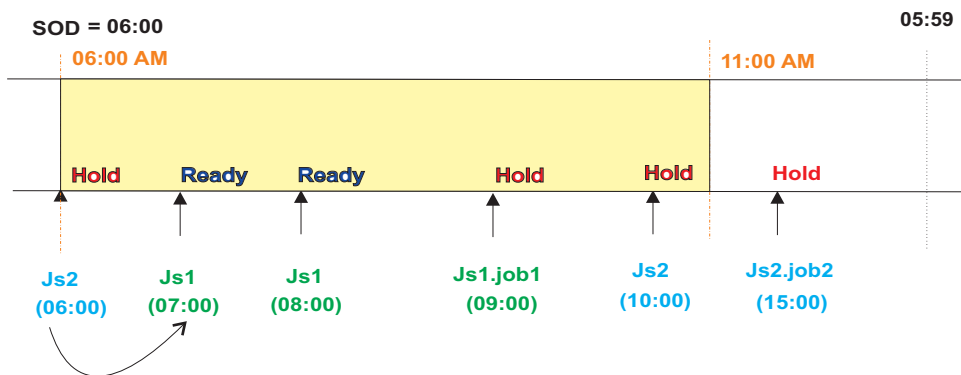 SOD = 06:00
05:59
06:00 AM
11:00 AM
Hold
Ready
Ready
Hold
Hold
Hold
Js2
(06:00)
Js1
(07:00)
Js1
(08:00)
Js1.job1
(09:00)
Js2
(10:00)
Js2.job2
(15:00)